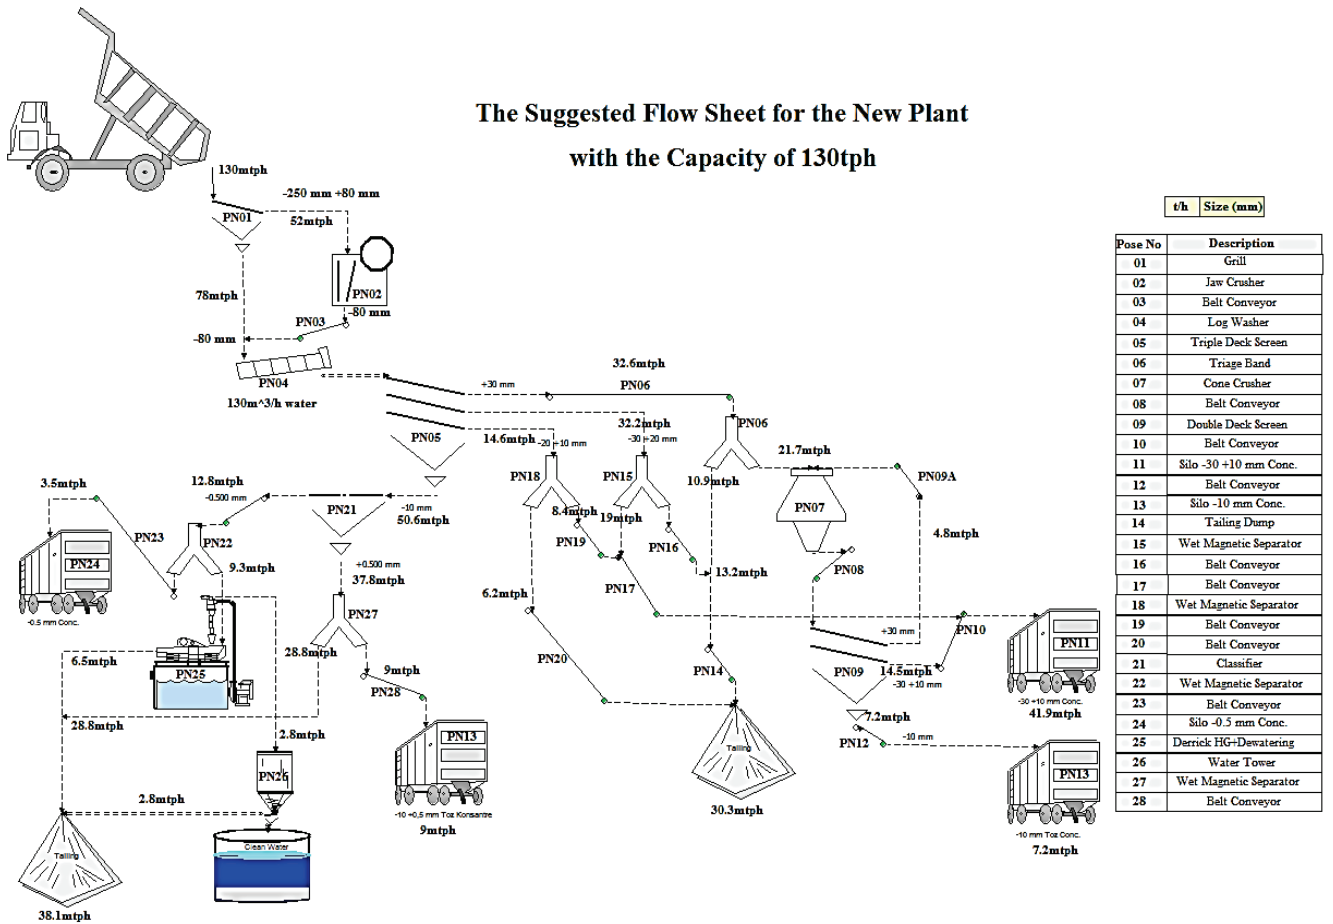 The Suggested Flow Sheet for the New Plant
with the Capacity of 130tph
130mtph
-250 mm +80 mm
PN01
52mtph
PN02
78mtph
-80 mm
PN03
-80 mm
PN04
130m^3/h water
32.6mtph
+30 mm
PN06
32.2mtph
PN06
PN05
14.6mtph
-20 +10 mm
-30 +20 mm
21.7mtph
PN18
PN15
10.9mtph
PN09A
12.8mtph
3.5mtph
-0.500 mm
-10 mm
PN21
50.6mtph
8.4mtph
19mtph
PN07
PN23
PN22
PN19
PN16
4.8mtph
PN24
9.3mtph
+0.500 mm
37.8mtph
PN08
13.2mtph
PN17
6.2mtph
-0.5 mm Conc.
PN27
PN10
+30 mm
28.8mtph
PN11
6.5mtph
PN25
PN20
PN14
PN09
14.5mtph
-30 +10 mm
9mtph
PN28
-30 +10 mm Conc.
41.9mtph
28.8mtph
7.2mtph
2.8mtph
PN13
-10 mm
PN12
Tailing
PN26
PN13
2.8mtph
30.3mtph
-10 +0,5 mm Toz Konsantre
9mtph
-10 mm Toz Conc.
7.2mtph
Clean Water
Tailing
38.1mtph
t/h Size (mm)
Pose No Description
01 Grill
02 Jaw Crusher
03 Belt Conveyor
04 Log Washer
05 Triple Deck Screen
06 Triage Band
07 Cone Crusher
08 Belt Conveyor
09 Double Deck Screen
10 Belt Conveyor
11 Silo -30 +10 mm Conc.
12 Belt Conveyor
13 Silo -10 mm Conc.
14 Tailing Dump
15 Wet Magnetic Separator
16 Belt Conveyor
17 Belt Conveyor
18 Wet Magnetic Separator
19 Belt Conveyor
20 Belt Conveyor
21 Classifier
22 Wet Magnetic Separator
23 Belt Conveyor
24 Silo -0.5 mm Conc.
25 Derrick HG+Dewatering
26 Water Tower
27 Wet Magnetic Separator
28 Belt Conveyor